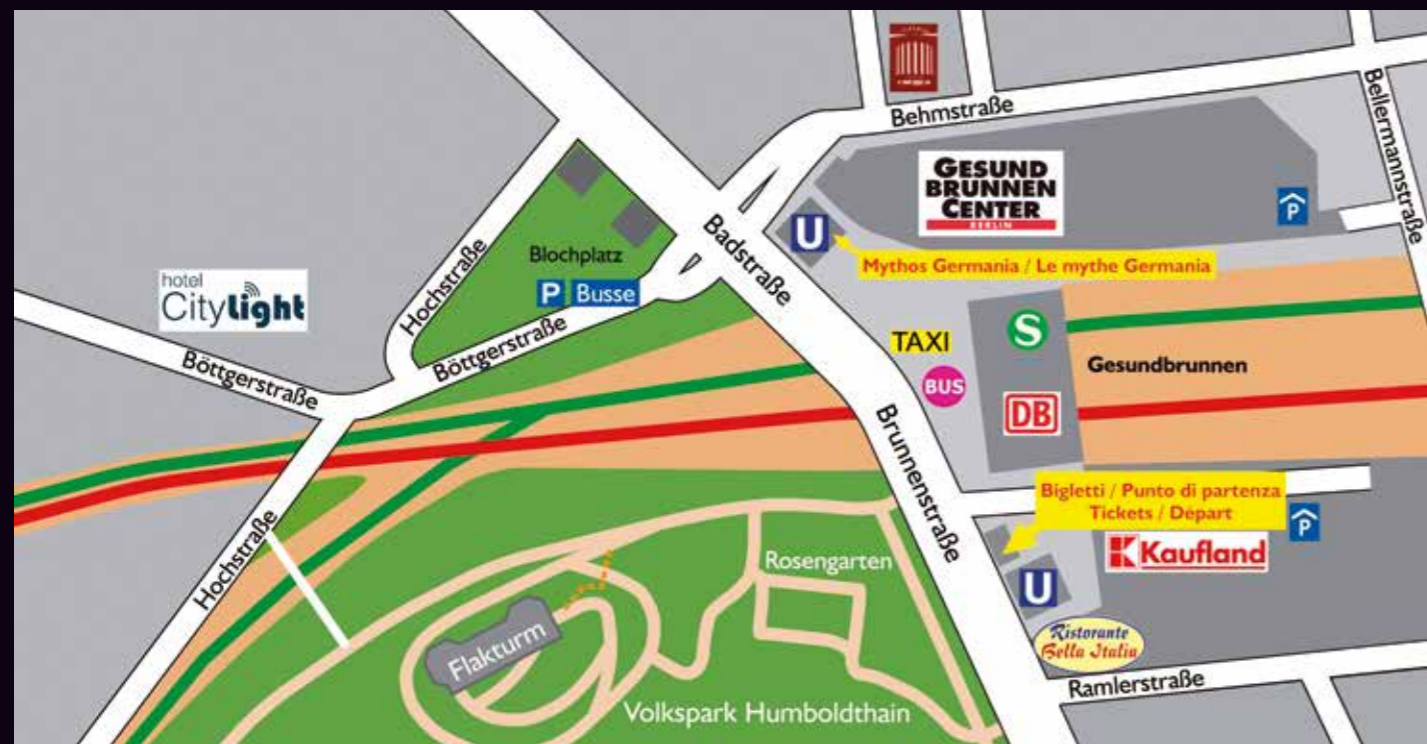 Behmstraße
Bellermannstraße
GESUND
BRUNNEN
CENTER
BERLIN
P
U
Mythos Germania / Le mythe Germania
Badstraße
Blochplatz
P Busse
Hochstraße
Böttgerstraße
hotel
Citylight
Böttgerstraße
TAXI
BUS
S
DB
Gesundbrunnen
Brunnenstraße
Bigletti / Punto di partenza
Tickets / Départ
P
Kaufland
U
Ristorante
Bella Italia
Ramlerstraße
Hochstraße
Rosengarten
Flakturm
Volkspark Humboldthain